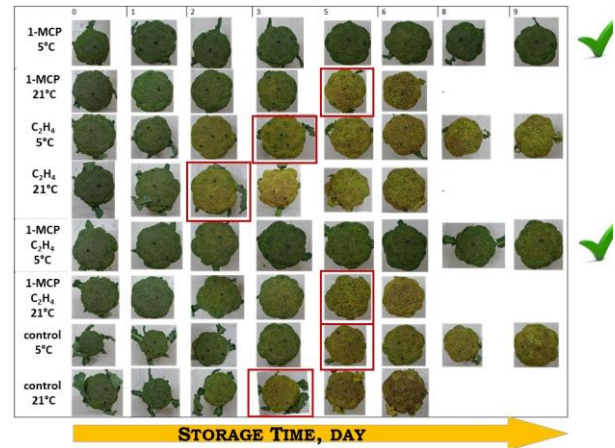 0 1 2 3 5 6 8 9
1-MCP
5°C
1-MCP
21°C
C₂H₄
5°C
C₂H₄
21°C
1-MCP
C₂H₄
5°C
1-MCP
C₂H₄
21°C
control
5°C
control
21°C
STORAGE TIME, DAY